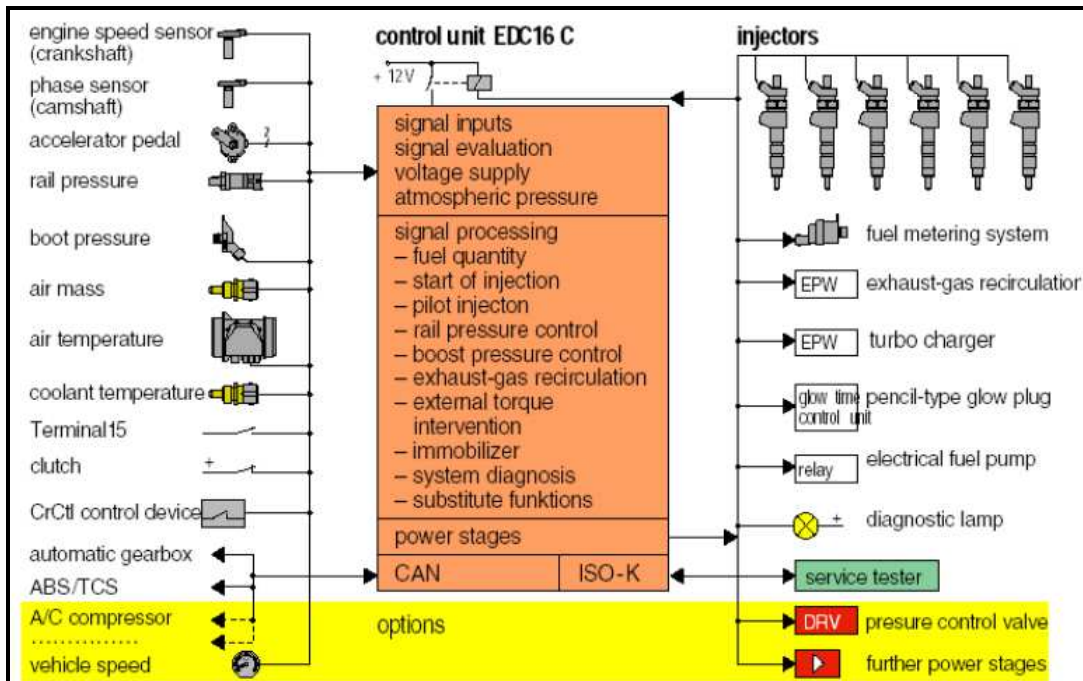 engine speed sensor
(crankshaft)
phase sensor
(camshaft)
accelerator pedal
rail pressure
boot pressure
air mass
air temperature
coolant temperature
Terminal15
clutch
+
CrCtl control device
automatic gearbox
ABS/TCS
A/C compressor
...............
vehicle speed
control unit EDC16 C
+ 12V
signal inputs
signal evaluation
voltage supply
atmospheric pressure
signal processing
– fuel quantity
– start of injection
– pilot injecton
– rail pressure control
– boost pressure control
– exhaust-gas recirculation
– external torque
intervention
– immobilizer
– system diagnosis
– substitute funktions
power stages
CAN
ISO-K
options
injectors
fuel metering system
EPW exhaust-gas recirculation
EPW turbo charger
glow time
control unit
pencil-type glow plug
relay electrical fuel pump
+ diagnostic lamp
service tester
DRV presure control valve
further power stages